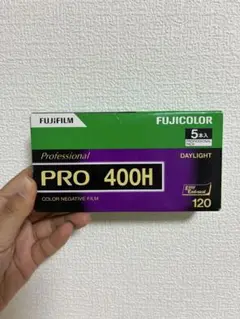 FUJIFILM
FUJICOLOR
5本入
Professional
DAYLIGHT
PRO 400H
COLOR NEGATIVE FILM
120